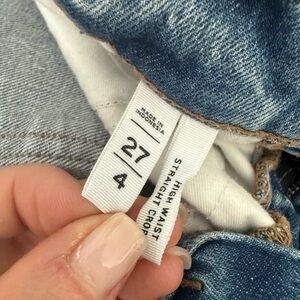 MADE IN
INDONESIA
27
4
HIGH WAIST
STRAIGHT CROP